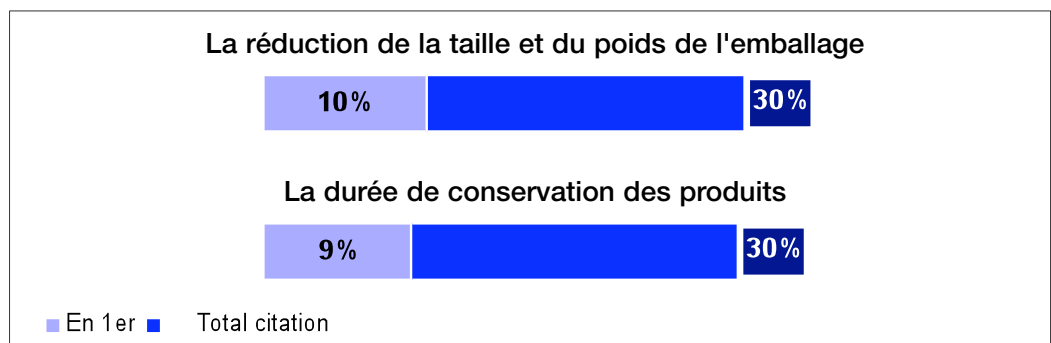 La réduction de la taille et du poids de l'emballage
10% 30%
La durée de conservation des produits
9% 30%
En 1er Total citation